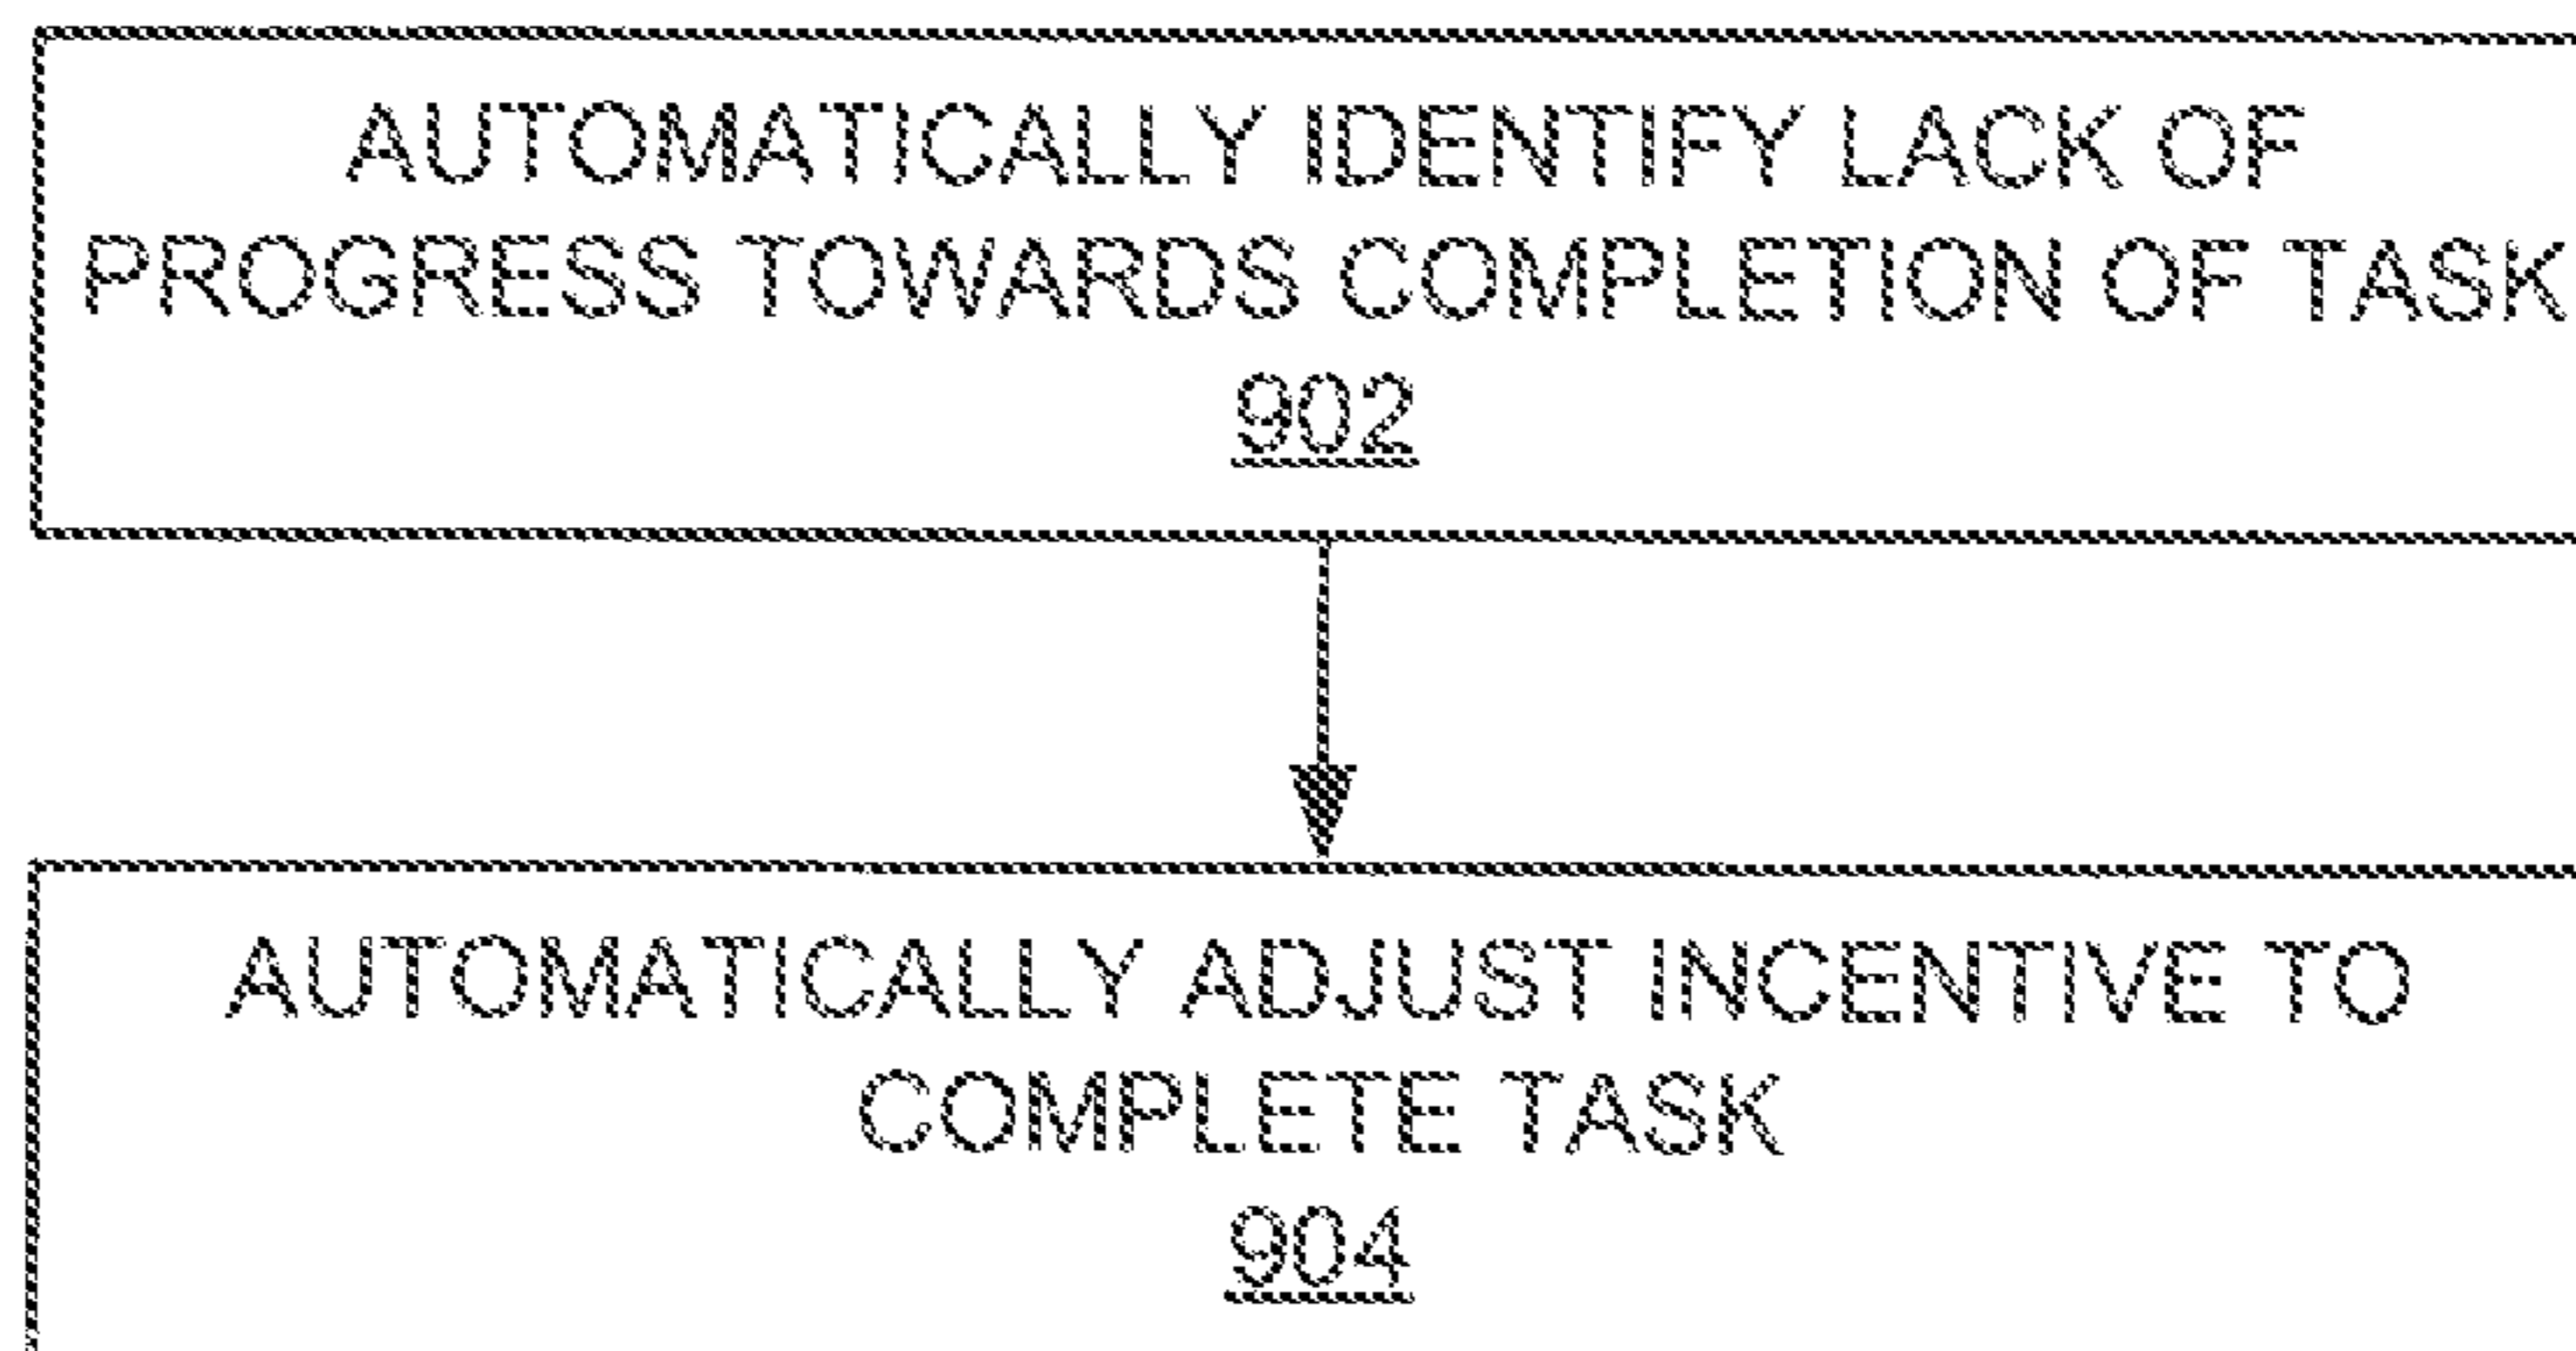 AUTOMATICALLY IDENTIFY LACK OF
PROGRESS TOWARDS COMPLETION OF TASK
902
AUTOMATICALLY ADJUST INCENTIVE TO
COMPLETE TASK
904